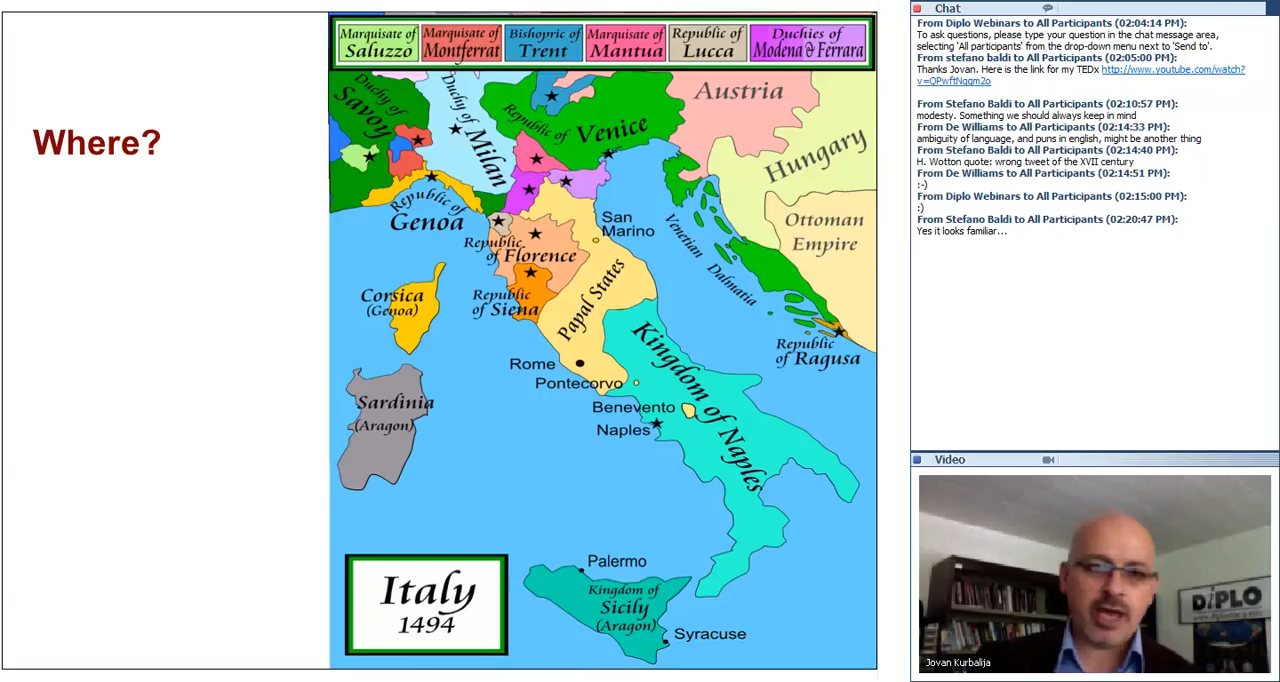 Where?
Marquisate of
Saluzzo
Marquisate of
Montferrat
Bishopric of
Trent
Marquisate of
Mantua
Republic of
Lucca
Duchies of
Modena & Ferrara
Duchy of
Savoy
Duchy of
Milan
Republic of
Venice
Austria
Hungary
Ottoman
Empire
Republic of
Genoa
San
Marino
Republic
of Florence
Venetian
Dalmatia
Corsica
(Genoa)
Republic
of Siena
Papal States
Republic
of Ragusa
Rome
Pontecorvo
Kingdom of Naples
Sardinia
(Aragon)
Benevento
Naples
Italy
1494
Palermo
Kingdom of
Sicily
(Aragon)
Syracuse
Chat
From Diplo Webinars to All Participants (02:04:14 PM):
To ask questions, please type your question in the chat message area,
selecting 'All participants' from the drop-down menu next to 'Send to'.
From stefano baldi to All Participants (02:05:00 PM):
Thanks Jovan. Here is the link for my TEDx http://www.youtube.com/watch?
v=QPwftNgqm2o
From Stefano Baldi to All Participants (02:10:57 PM):
modesty. Something we should always keep in mind
From De Williams to All Participants (02:14:33 PM):
ambiguity of language, and puns in english, might be another thing
From Stefano Baldi to All Participants (02:14:40 PM):
H. Wotton quote: wrong tweet of the XVII century
From De Williams to All Participants (02:14:51 PM):
:-)
From Diplo Webinars to All Participants (02:15:00 PM):
:)
From Stefano Baldi to All Participants (02:20:47 PM):
Yes it looks familiar...
Video
DiPLO
Jovan Kurbalija